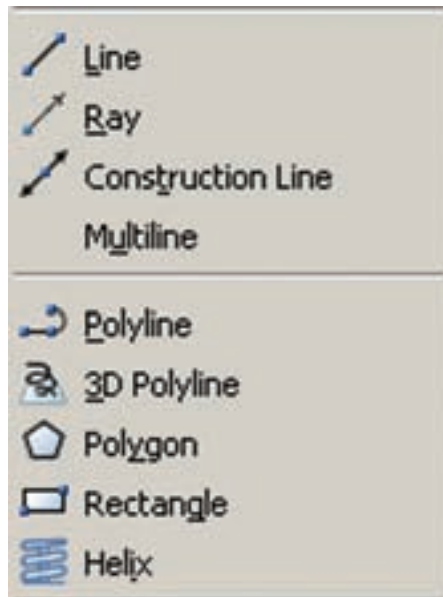 Line
Ray
Construction Line
Multiline
Polyline
3D Polyline
Polygon
Rectangle
Helix